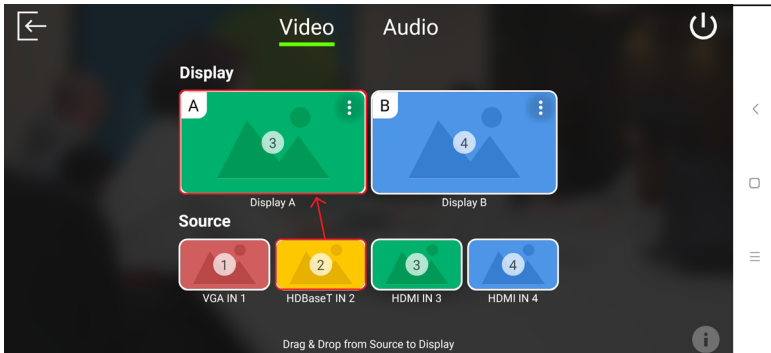 Video Audio
Display
A B
3 4
Display A Display B
Source
1 2 3 4
VGA IN 1 HDBaseT IN 2 HDMI IN 3 HDMI IN 4
Drag & Drop from Source to Display
i